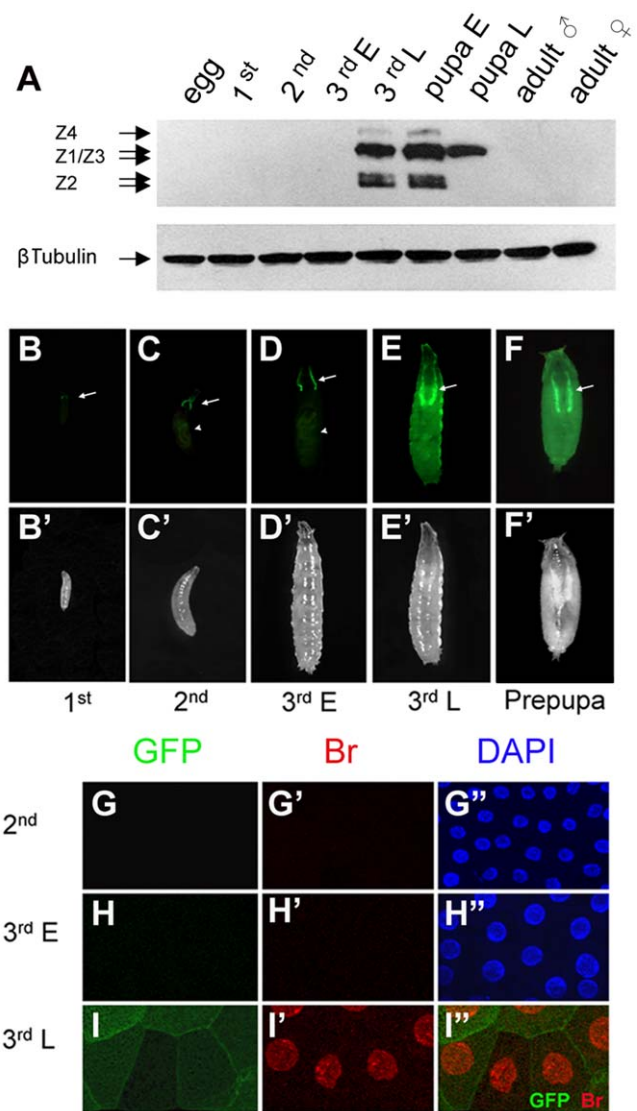 A
egg 1st 2nd 3rd E 3rd L pupa E pupa L adult ♂ adult ♀
Z4
Z1/Z3
Z2
βTubulin
B C D E F
B' C' D' E' F'
1st 2nd 3rd E 3rd L Prepupa
GFP Br DAPI
2nd G G' G"
3rd E H H' H"
3rd L I I' I"
GFP Br